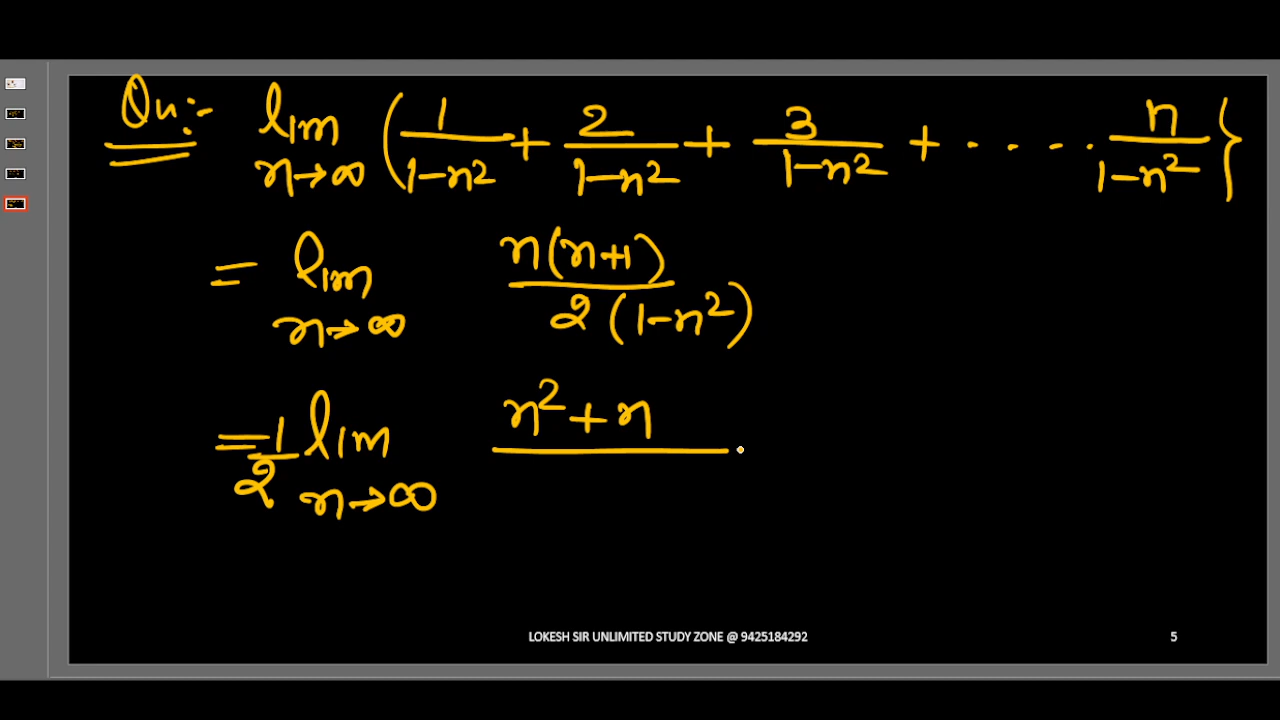 Qu:- lim n→∞ (1/(1-n²) + 2/(1-n²) + 3/(1-n²) + ..... n/(1-n²)}
= lim n→∞ n(n+1)/2(1-n²)
= 1/2 lim n→∞ n²+n
LOKESH SIR UNLIMITED STUDY ZONE @ 9425184292 5